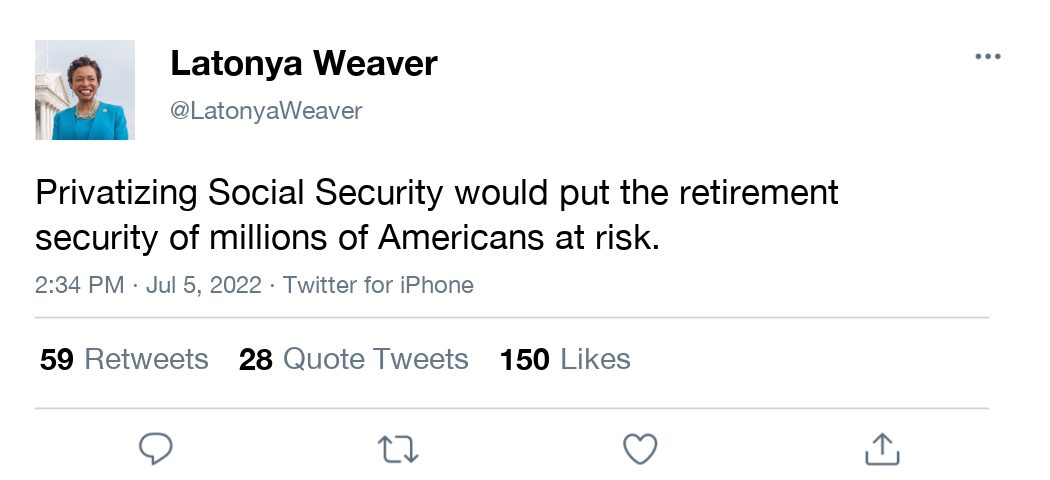 Latonya Weaver
@LatonyaWeaver
Privatizing Social Security would put the retirement
security of millions of Americans at risk.
2:34 PM · Jul 5, 2022 · Twitter for iPhone
59 Retweets 28 Quote Tweets 150 Likes